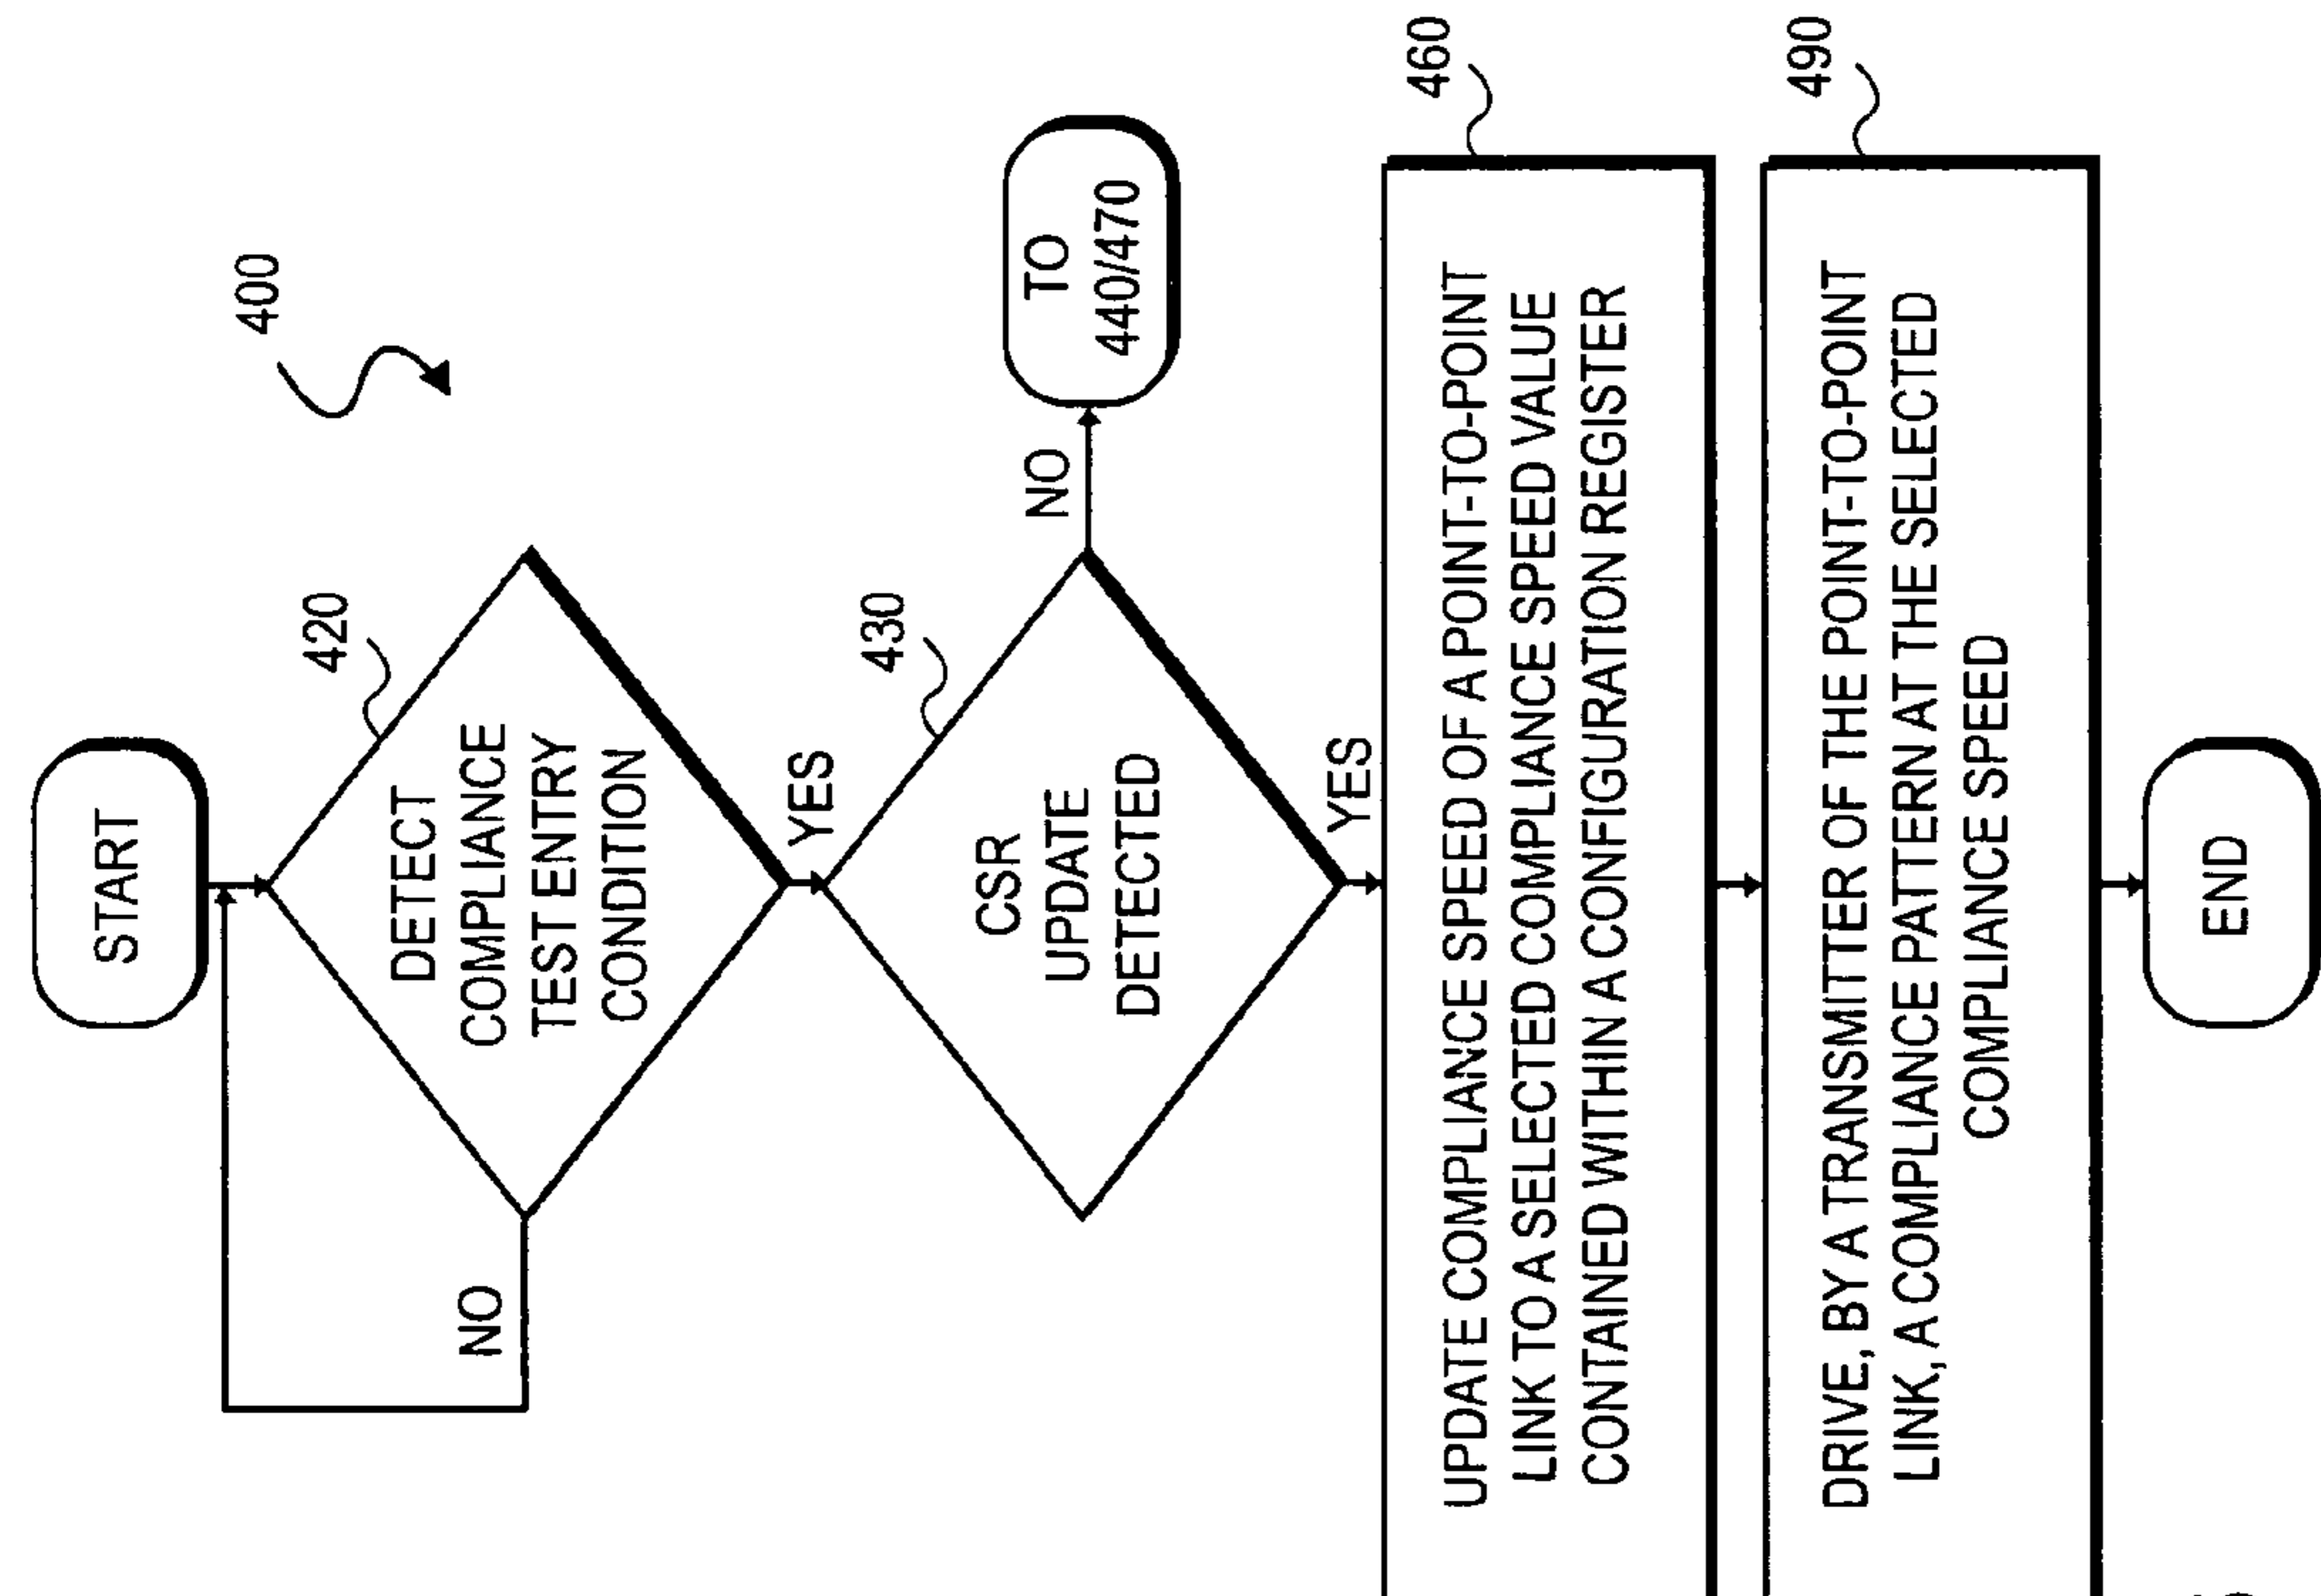 400
START
420
DETECT
COMPLIANCE
TEST ENTRY
CONDITION
NO
YES
430
CSR
UPDATE
DETECTED
NO
TO
440/470
YES
460
UPDATE COMPLIANCE SPEED OF A POINT-TO-POINT
LINK TO A SELECTED COMPLIANCE SPEED VALUE
CONTAINED WITHIN A CONFIGURATION REGISTER
490
DRIVE, BY A TRANSMITTER OF THE POINT-TO-POINT
LINK, A COMPLIANCE PATTERN AT THE SELECTED
COMPLIANCE SPEED
END